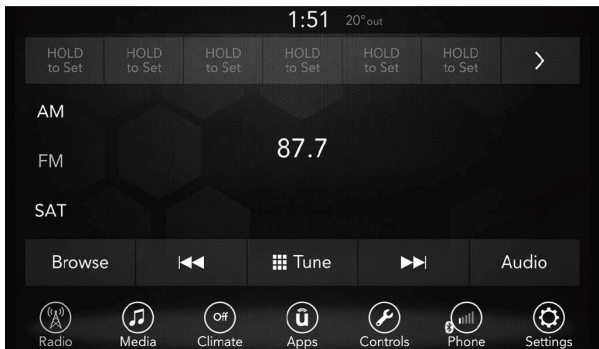 1:51 20° out
HOLD HOLD HOLD HOLD HOLD HOLD
to Set to Set to Set to Set to Set to Set
AM
87.7
FM
SAT
Browse Tune Audio
Off û
Radio Media Climate Apps Controls Phone Settings